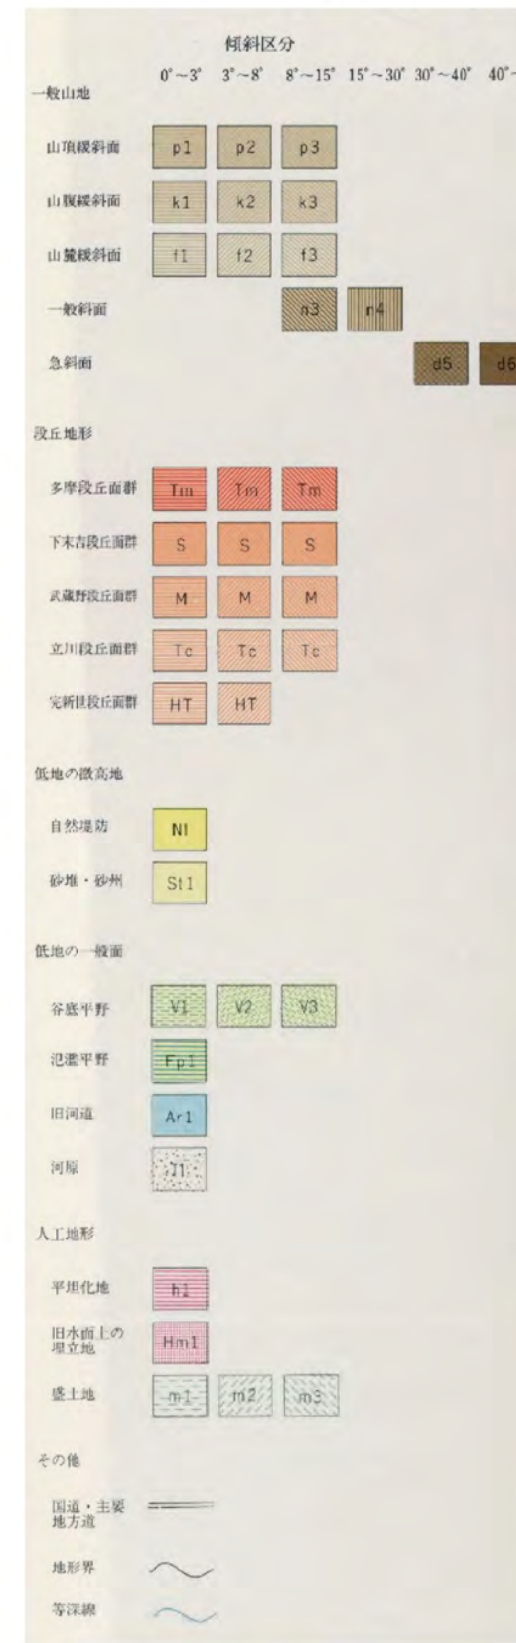 傾斜区分
0°~3° 3°~8° 8°~15° 15°~30° 30°~40° 40°~
一般山地
山頂緩斜面 p1 p2 p3
山腹緩斜面 k1 k2 k3
山麓緩斜面 f1 f2 f3
一般斜面 n3 n4
急斜面 d5 d6
段丘地形
多摩段丘面群 Tm Tm Tm
下末吉段丘面群 S S S
武蔵野段丘面群 M M M
立川段丘面群 Tc Tc Tc
完新世段丘面群 HT HT
低地の微高地
自然堤防 Nl
砂堆・砂州 St1
低地の一般面
谷底平野 V1 V2 V3
氾濫平野 Fp1
旧河道 Ar1
河原 I1
人工地形
平坦化地 h1
旧水面上の
埋立地 Hm1
盛土地 m1 m2 m3
その他
国道・主要
地方道
地形界
等深線